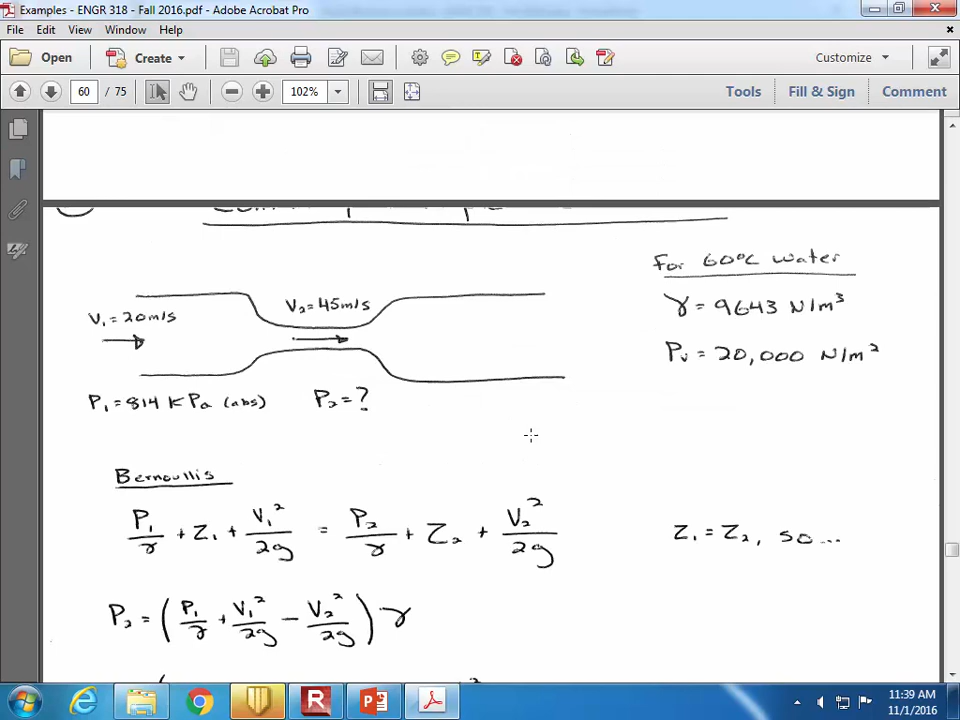 Examples - ENGR 318 - Fall 2016.pdf - Adobe Acrobat Pro
File Edit View Window Help
Open Create Customize
60 / 75 102% Tools Fill & Sign Comment
For 60°C Water
γ = 9643 N/m³
Pv = 20,000 N/m²
V₁ = 20 m/s
V₂ = 45 m/s
P₁ = 814 KPa (abs) P₂ = ?
Bernoullis
P₁/γ + Z₁ + V₁²/2g = P₂/γ + Z₂ + V₂²/2g
Z₁ = Z₂, so...
P₂ = (P₁/γ + V₁²/2g − V₂²/2g) γ
11:39 AM
11/1/2016